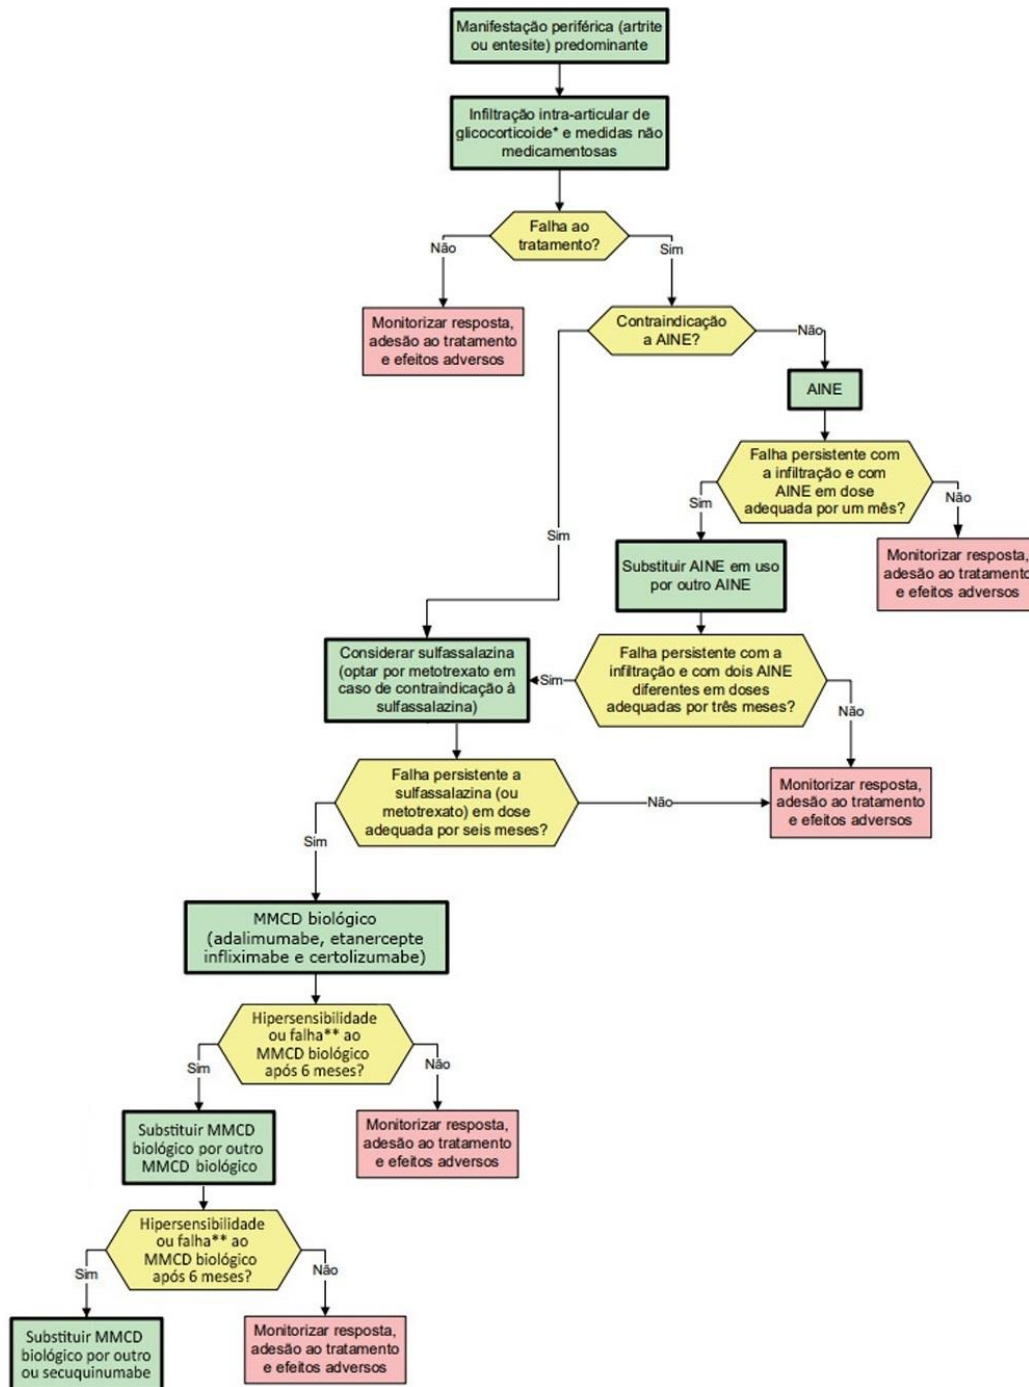 Manifestação periférica (artrite
ou entesite) predominante
Infiltração intra-articular de
glicocorticoide* e medidas não
medicamentosas
Falha ao
tratamento?
Não
Sim
Monitorizar resposta,
adesão ao tratamento
e efeitos adversos
Contraindicação
a AINE?
Não
Sim
AINE
Falha persistente com
a infiltração e com
AINE em dose
adequada por um mês?
Sim
Não
Monitorizar resposta,
adesão ao tratamento
e efeitos adversos
Substituir AINE em uso
por outro AINE
Falha persistente com a
infiltração e com dois AINE
diferentes em doses
adequadas por três meses?
Sim
Não
Considerar sulfassalazina
(optar por metotrexato em
caso de contraindicação à
sulfassalazina)
Falha persistente a
sulfassalazina (ou
metotrexato) em dose
adequada por seis meses?
Sim
Não
Monitorizar resposta,
adesão ao tratamento
e efeitos adversos
MMCD biológico
(adalimumabe, etanercepte
infliximabe e certolizumabe)
Hipersensibilidade
ou falha** ao
MMCD biológico
após 6 meses?
Sim
Não
Substituir MMCD
biológico por outro
MMCD biológico
Monitorizar resposta,
adesão ao tratamento
e efeitos adversos
Hipersensibilidade
ou falha** ao
MMCD biológico
após 6 meses?
Sim
Não
Substituir MMCD
biológico por outro
ou secuquinumabe
Monitorizar resposta,
adesão ao tratamento
e efeitos adversos